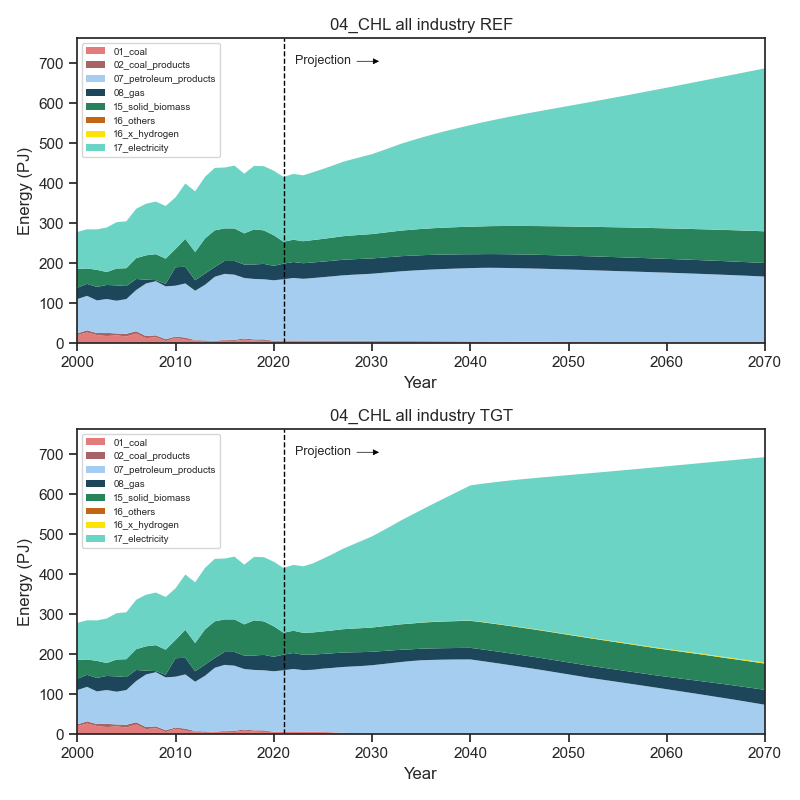 04_CHL all industry REF
01_coal
02_coal_products
07_petroleum_products
08_gas
15_solid_biomass
16_others
16_x_hydrogen
17_electricity
Projection
Energy (PJ)
700
600
500
400
300
200
100
0
2000 2010 2020 2030 2040 2050 2060 2070
Year
04_CHL all industry TGT
01_coal
02_coal_products
07_petroleum_products
08_gas
15_solid_biomass
16_others
16_x_hydrogen
17_electricity
Projection
Energy (PJ)
700
600
500
400
300
200
100
0
2000 2010 2020 2030 2040 2050 2060 2070
Year